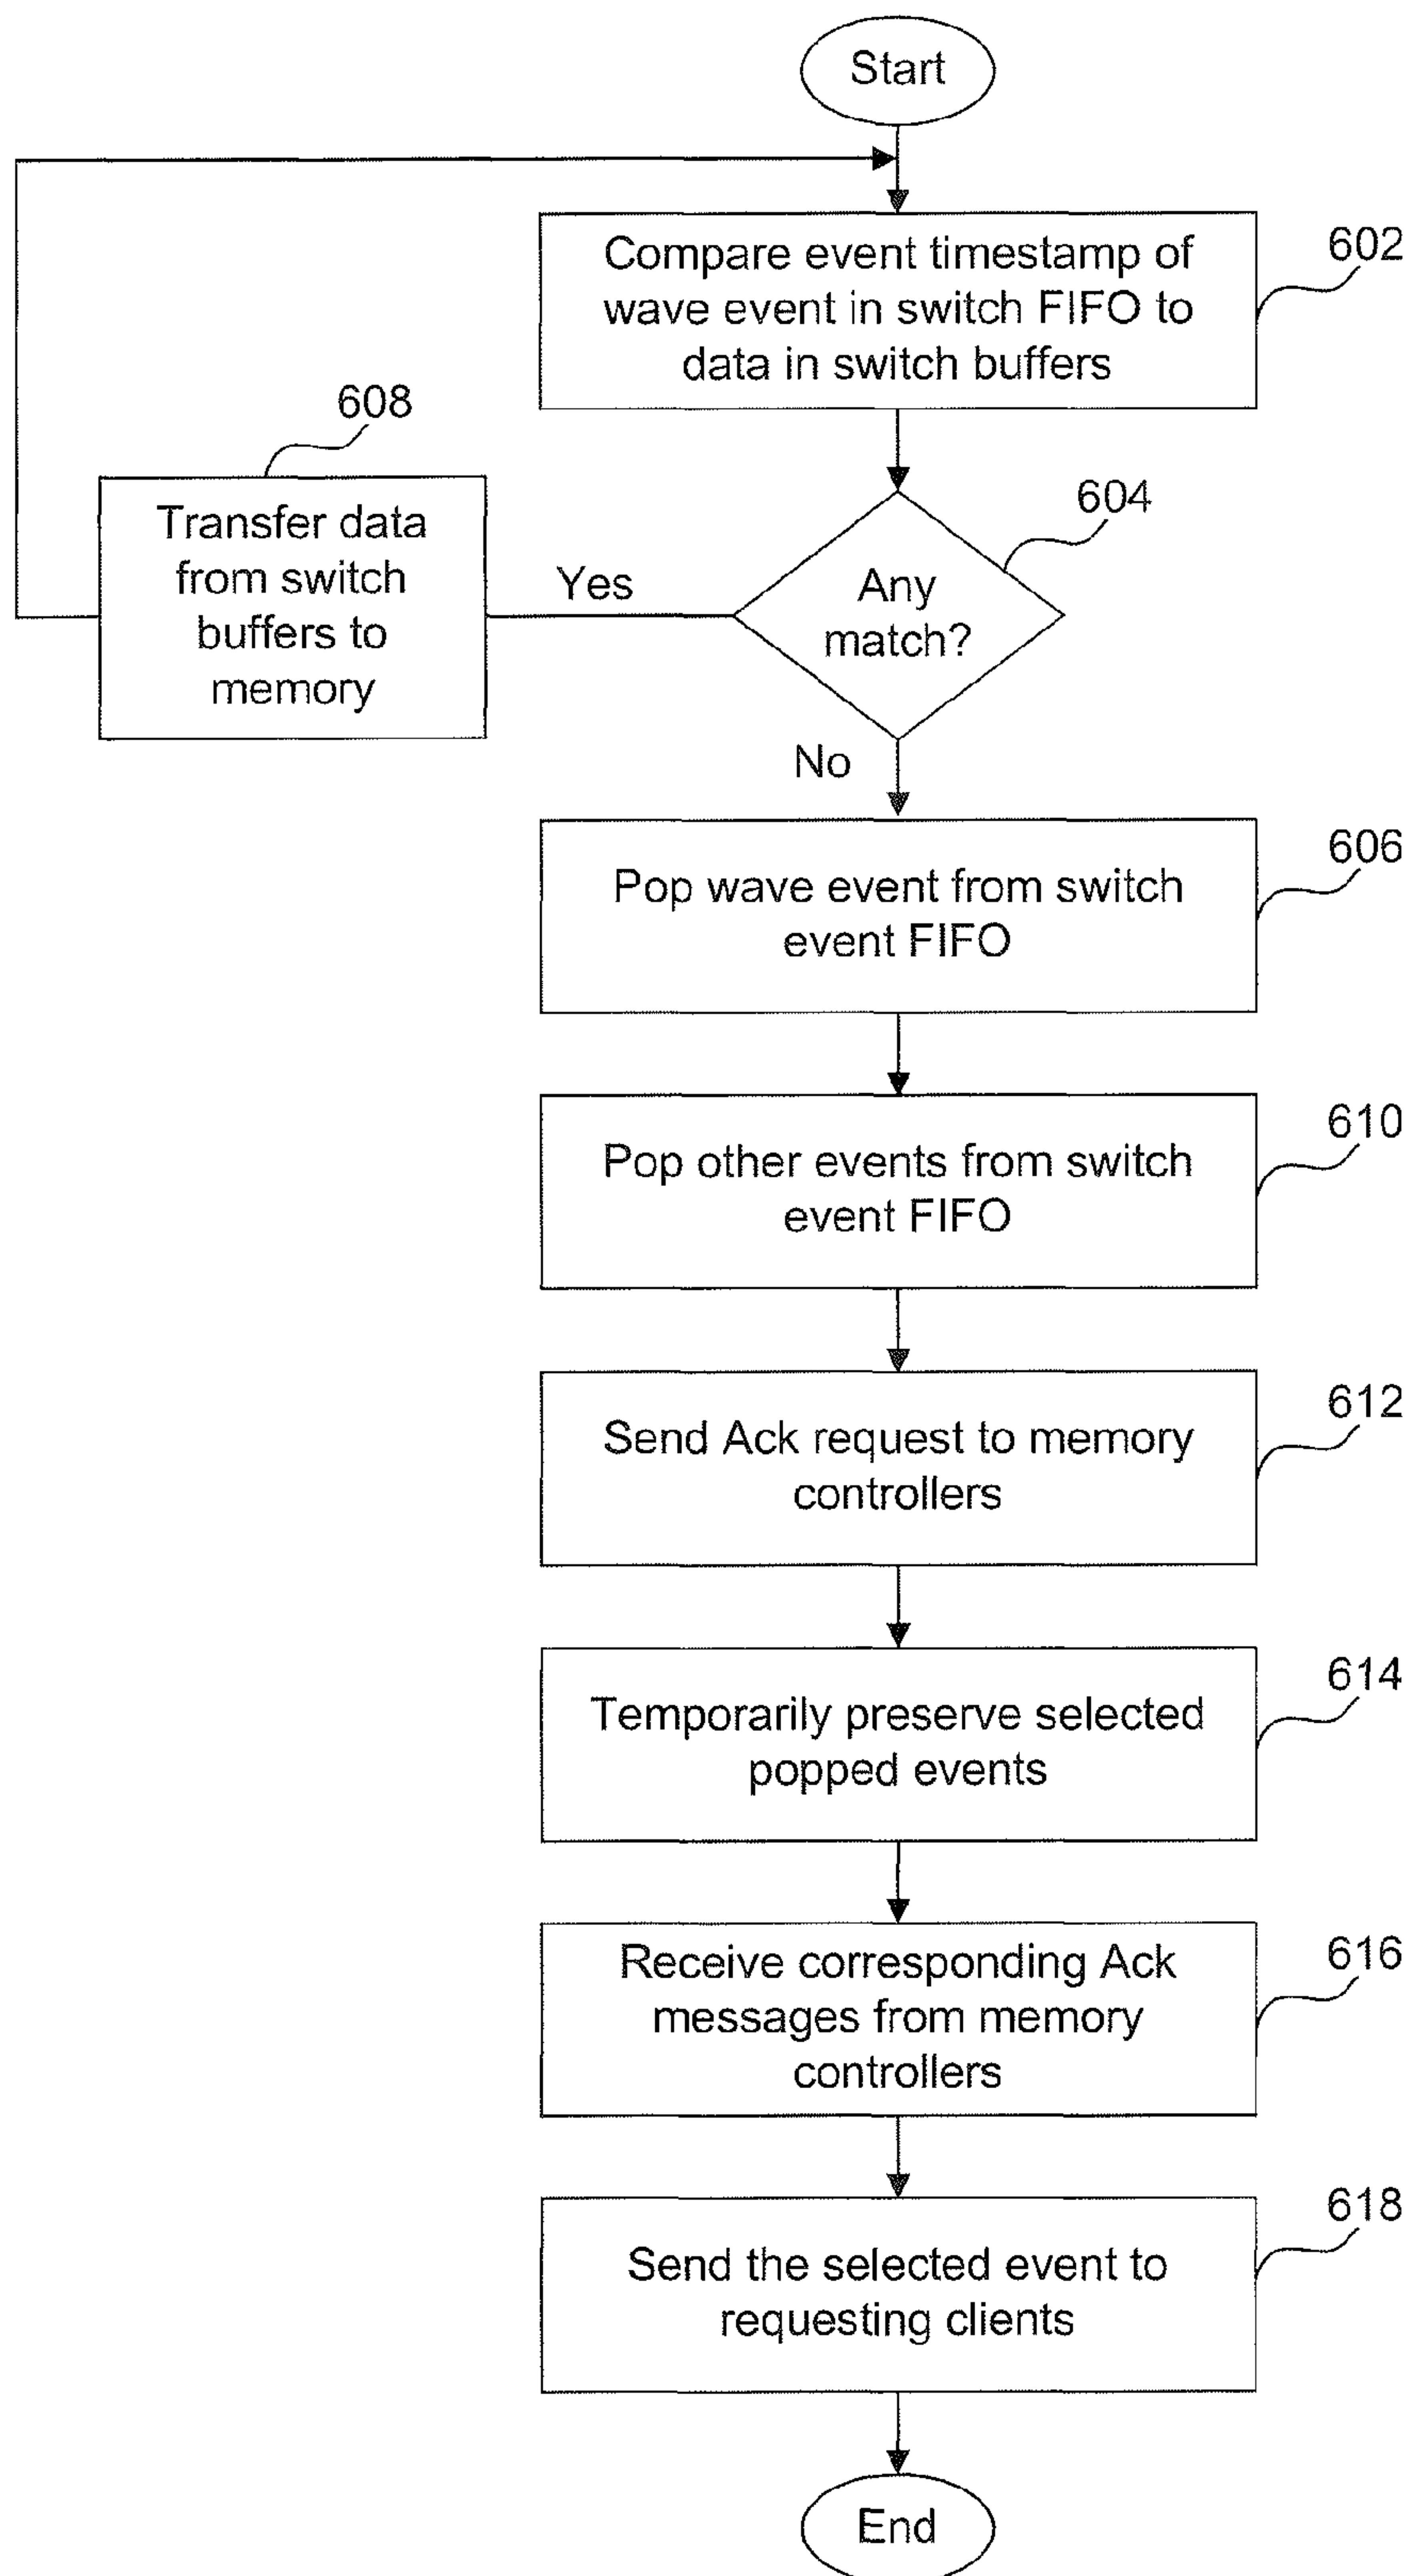 Start
Compare event timestamp of
wave event in switch FIFO to
data in switch buffers
602
608
Transfer data
from switch
buffers to
memory
Yes
604
Any
match?
No
606
Pop wave event from switch
event FIFO
610
Pop other events from switch
event FIFO
612
Send Ack request to memory
controllers
614
Temporarily preserve selected
popped events
616
Receive corresponding Ack
messages from memory
controllers
618
Send the selected event to
requesting clients
End